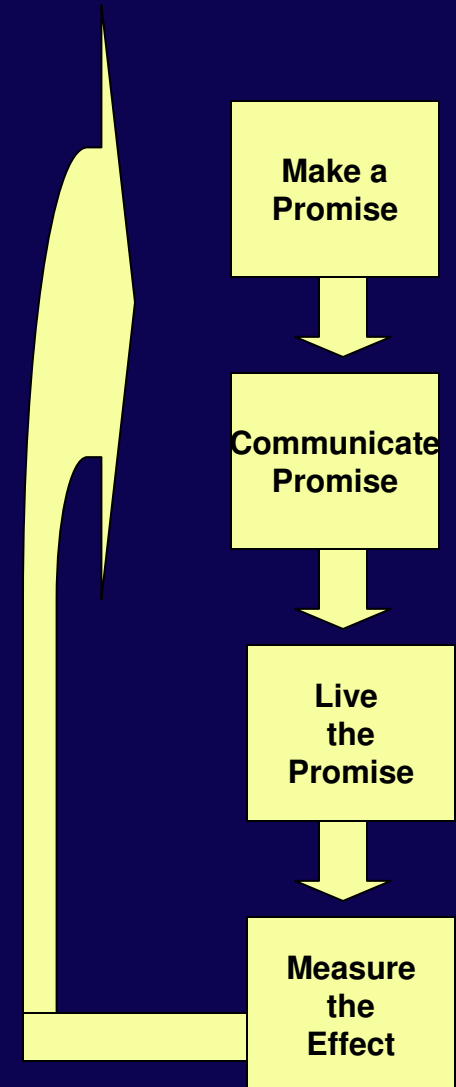 Make a
Promise
Communicate
Promise
Live
the
Promise
Measure
the
Effect